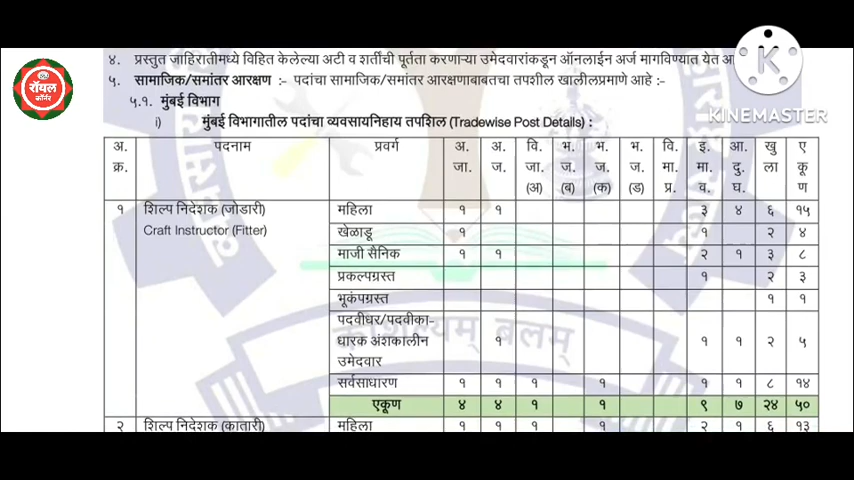 ४. प्रस्तुत जाहिरातीमध्ये विहित केलेल्या अटी व शर्तींची पूर्तता करणाऱ्या उमेदवारांकडून ऑनलाईन अर्ज मागविण्यात येत
५. सामाजिक/समांतर आरक्षण :- पदांचा सामाजिक/समांतर आरक्षणाबाबतचा तपशील खालीलप्रमाणे आहे :-
रॉयल
कॉर्नर
K
KINEMASTER
५.१. मुंबई विभाग
i) मुंबई विभागातील पदांचा व्यवसायनिहाय तपशिल (Tradewise Post Details) :
अ. क्र. पदनाम प्रवर्ग अ. जा. अ. ज. वि. जा. (अ) भ. ज. (ब) भ. ज. (क) भ. ज. (ड) वि. मा. प्र. इ. मा. व. आ. दु. घ. खु ला ए कू ण
१ शिल्प निदेशक (जोडारी) महिला १ १ ३ ४ ६ १५
Craft Instructor (Fitter) खेळाडू १ १ २ ४
माजी सैनिक १ १ २ १ ३ ८
प्रकल्पग्रस्त १ २ ३
भूकंपग्रस्त १ १
पदवीधर/पदवीका-
धारक अंशकालीन १ १ १ २ ५
उमेदवार
सर्वसाधारण १ १ १ १ १ १ ८ १४
एकूण ४ ४ १ १ ९ ७ २४ ५०
२ शिल्प निदेशक (कातारी) महिला १ १ १ १ २ १ ६ १३
कौशल्यम् बलम्